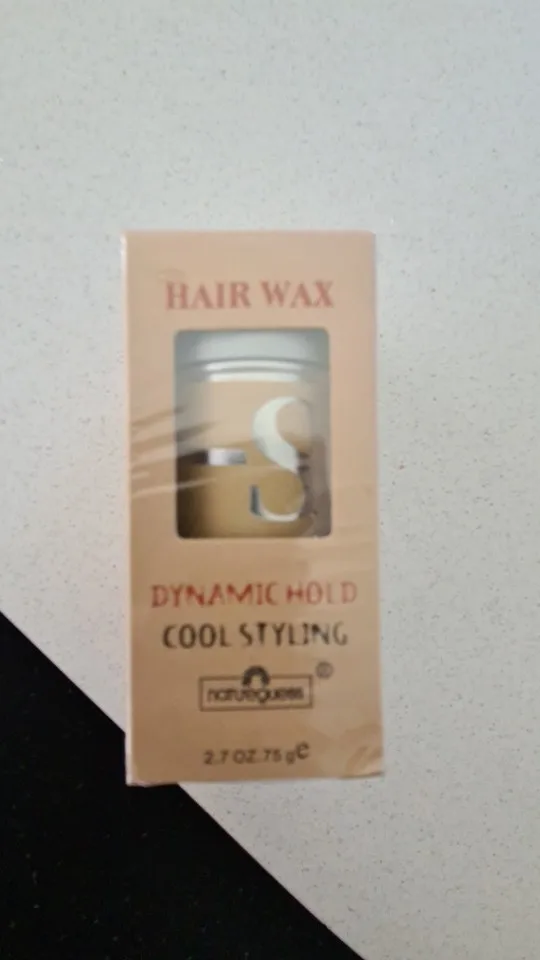 HAIR WAX
S
DYNAMIC HOLD
COOL STYLING
natureguess ®
2.7 OZ.75 g e